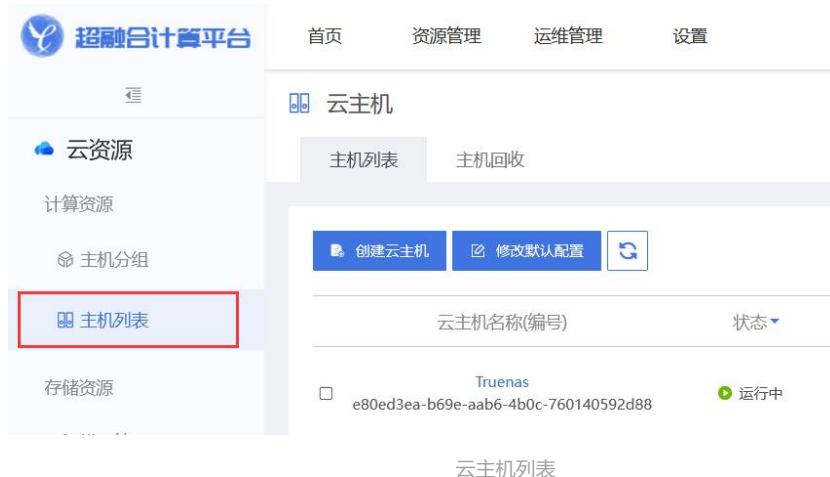 超融合计算平台
首页 资源管理 运维管理 设置
云主机
云资源
主机列表 主机回收
计算资源
创建云主机 修改默认配置
主机分组
主机列表
云主机名称(编号) 状态
存储资源
Truenas
e80ed3ea-b69e-aab6-4b0c-760140592d88
运行中
云主机列表